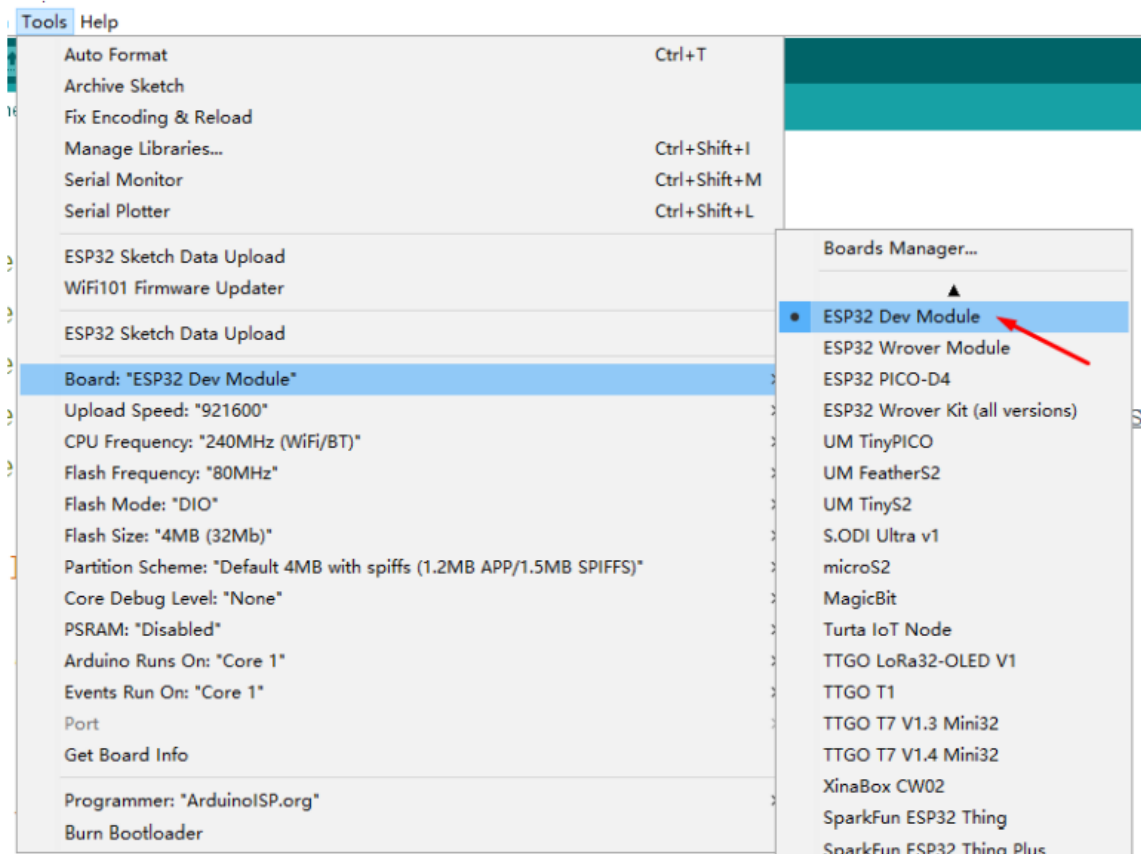 Tools Help
Auto Format Ctrl+T
Archive Sketch
Fix Encoding & Reload
Manage Libraries... Ctrl+Shift+I
Serial Monitor Ctrl+Shift+M
Serial Plotter Ctrl+Shift+L
ESP32 Sketch Data Upload
WiFi101 Firmware Updater
ESP32 Sketch Data Upload
Board: "ESP32 Dev Module"
Upload Speed: "921600"
CPU Frequency: "240MHz (WiFi/BT)"
Flash Frequency: "80MHz"
Flash Mode: "DIO"
Flash Size: "4MB (32Mb)"
Partition Scheme: "Default 4MB with spiffs (1.2MB APP/1.5MB SPIFFS)"
Core Debug Level: "None"
PSRAM: "Disabled"
Arduino Runs On: "Core 1"
Events Run On: "Core 1"
Port
Get Board Info
Programmer: "ArduinoISP.org"
Burn Bootloader
Boards Manager...
ESP32 Dev Module
ESP32 Wrover Module
ESP32 PICO-D4
ESP32 Wrover Kit (all versions)
UM TinyPICO
UM FeatherS2
UM TinyS2
S.ODI Ultra v1
microS2
MagicBit
Turta IoT Node
TTGO LoRa32-OLED V1
TTGO T1
TTGO T7 V1.3 Mini32
TTGO T7 V1.4 Mini32
XinaBox CW02
SparkFun ESP32 Thing
SparkFun ESP32 Thing Plus